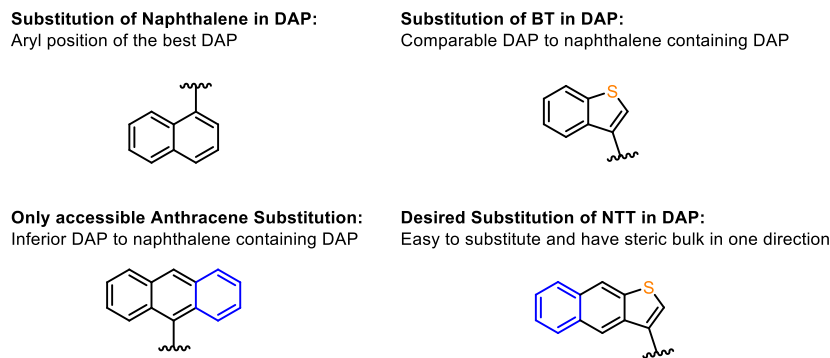 Substitution of Naphthalene in DAP:
Aryl position of the best DAP
Substitution of BT in DAP:
Comparable DAP to naphthalene containing DAP
S
Only accessible Anthracene Substitution:
Inferior DAP to naphthalene containing DAP
Desired Substitution of NTT in DAP:
Easy to substitute and have steric bulk in one direction
S